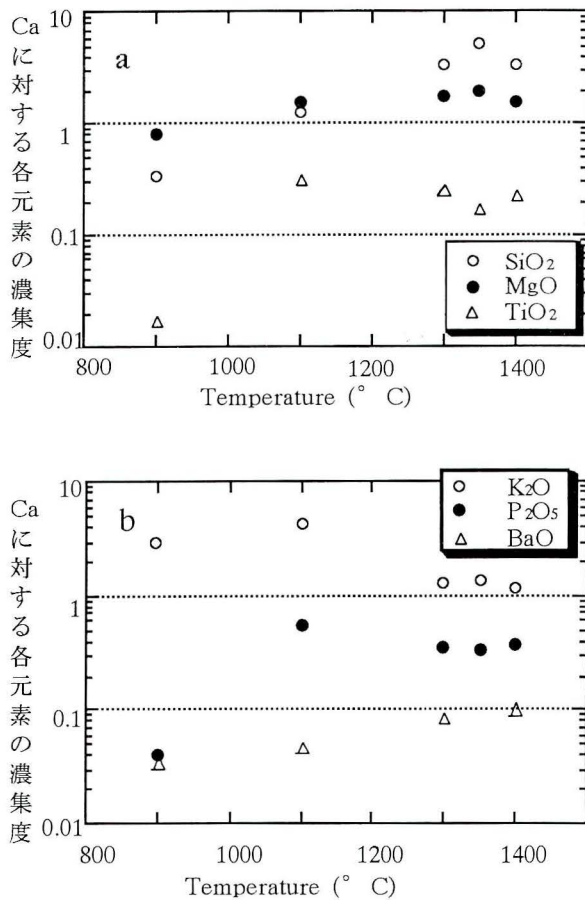 Caに対する各元素の濃集度
10
a
1
0.1
0.01
SiO₂
MgO
TiO₂
800 1000 1200 1400
Temperature (° C)
Caに対する各元素の濃集度
10
b
1
0.1
0.01
K₂O
P₂O₅
BaO
800 1000 1200 1400
Temperature (° C)